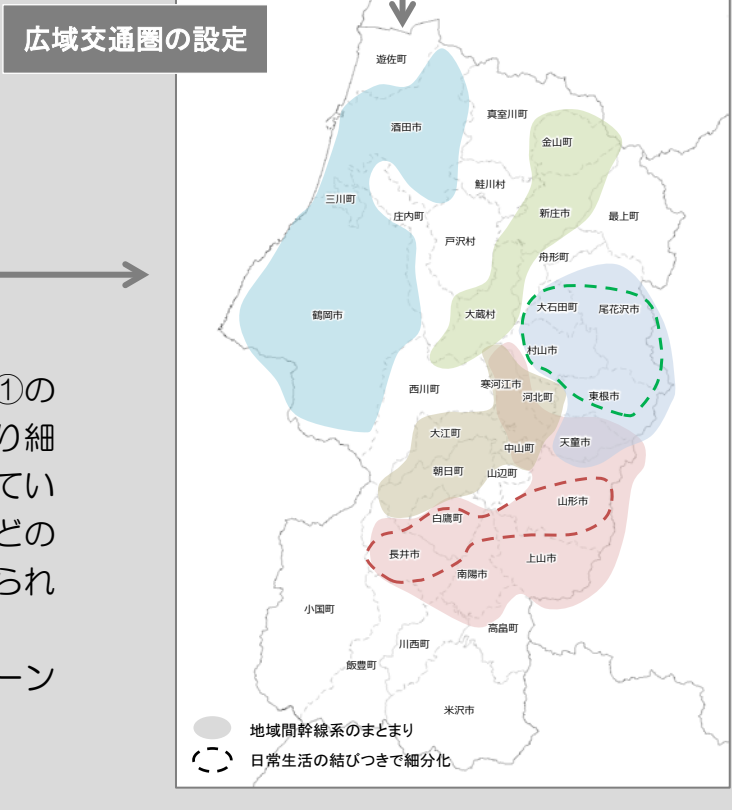 広域交通圏の設定
遊佐町
真室川町
酒田市
金山町
鮭川村
三川町
庄内町
新庄市
最上町
戸沢村
舟形町
大石田町
尾花沢市
鶴岡市
大蔵村
村山市
①の
り細
てい
どの
られ
ーン
西川町
寒河江市
河北町
東根市
大江町
中山町
天童市
朝日町
山辺町
山形市
白鷹町
長井市
上山市
南陽市
小国町
高畠町
川西町
飯豊町
米沢市
地域間幹線系のまとまり
日常生活の結びつきで細分化